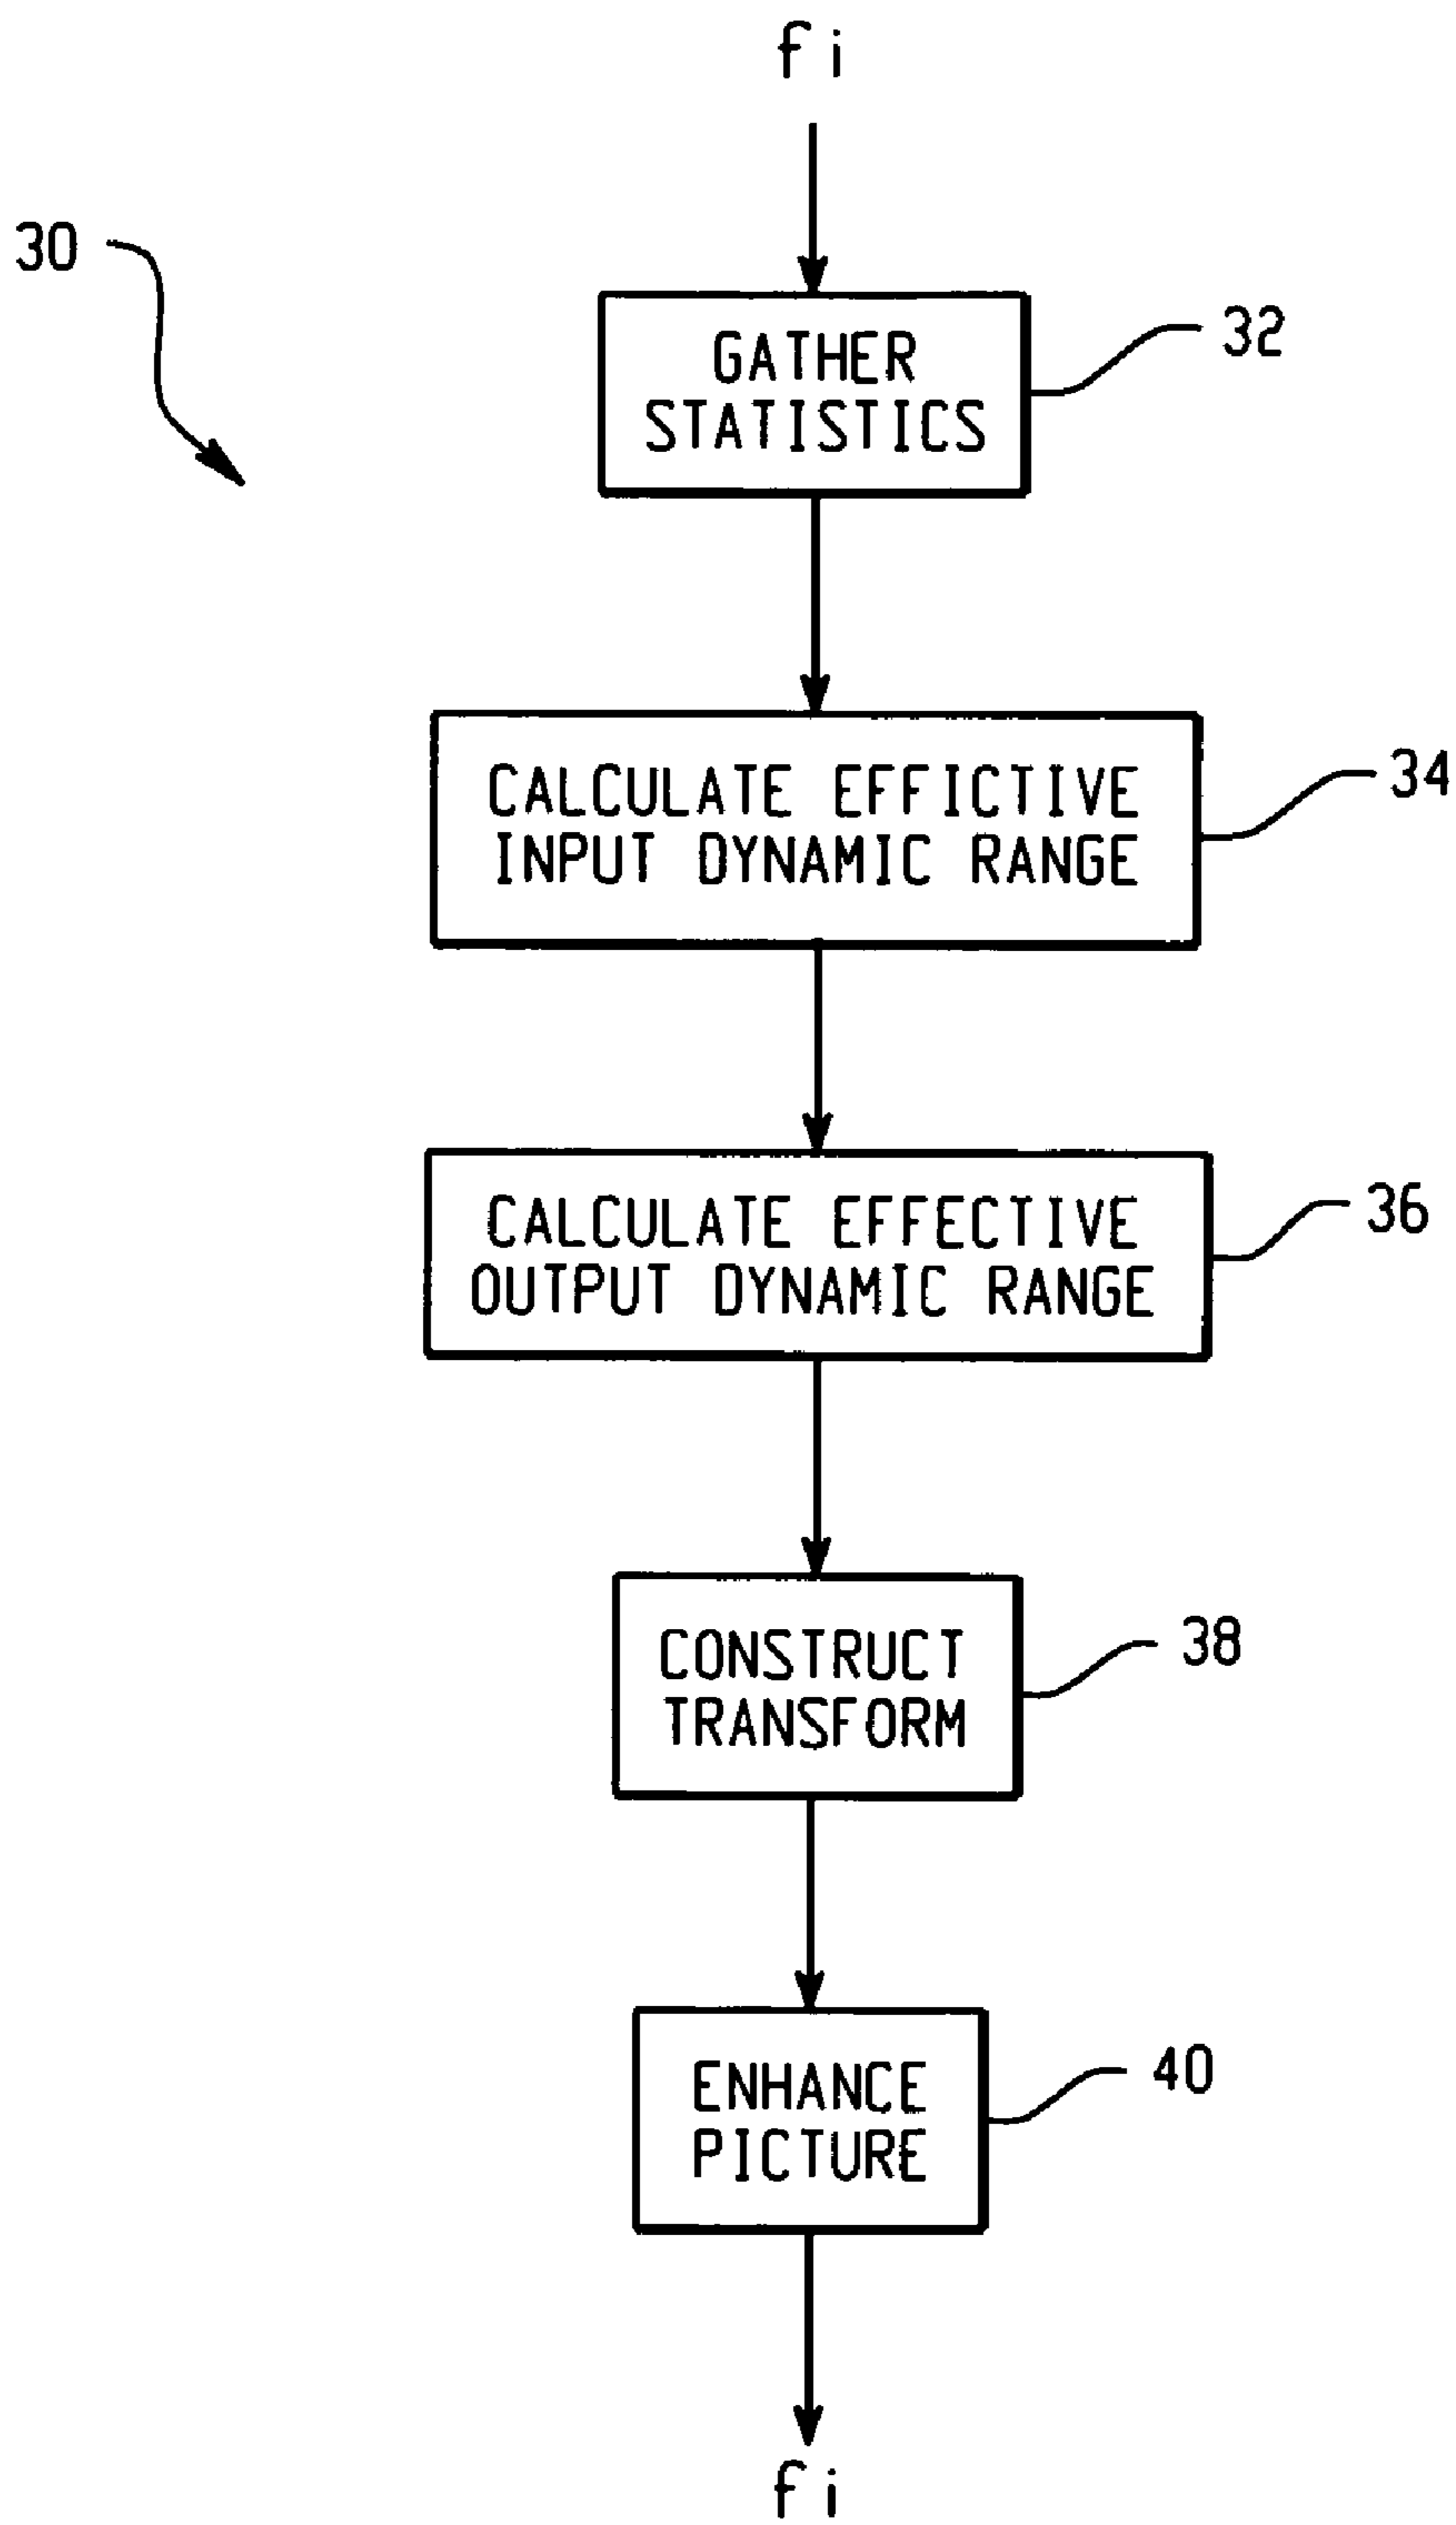 fi
30
GATHER
STATISTICS
32
CALCULATE EFFICTIVE
INPUT DYNAMIC RANGE
34
CALCULATE EFFECTIVE
OUTPUT DYNAMIC RANGE
36
CONSTRUCT
TRANSFORM
38
ENHANCE
PICTURE
40
fi